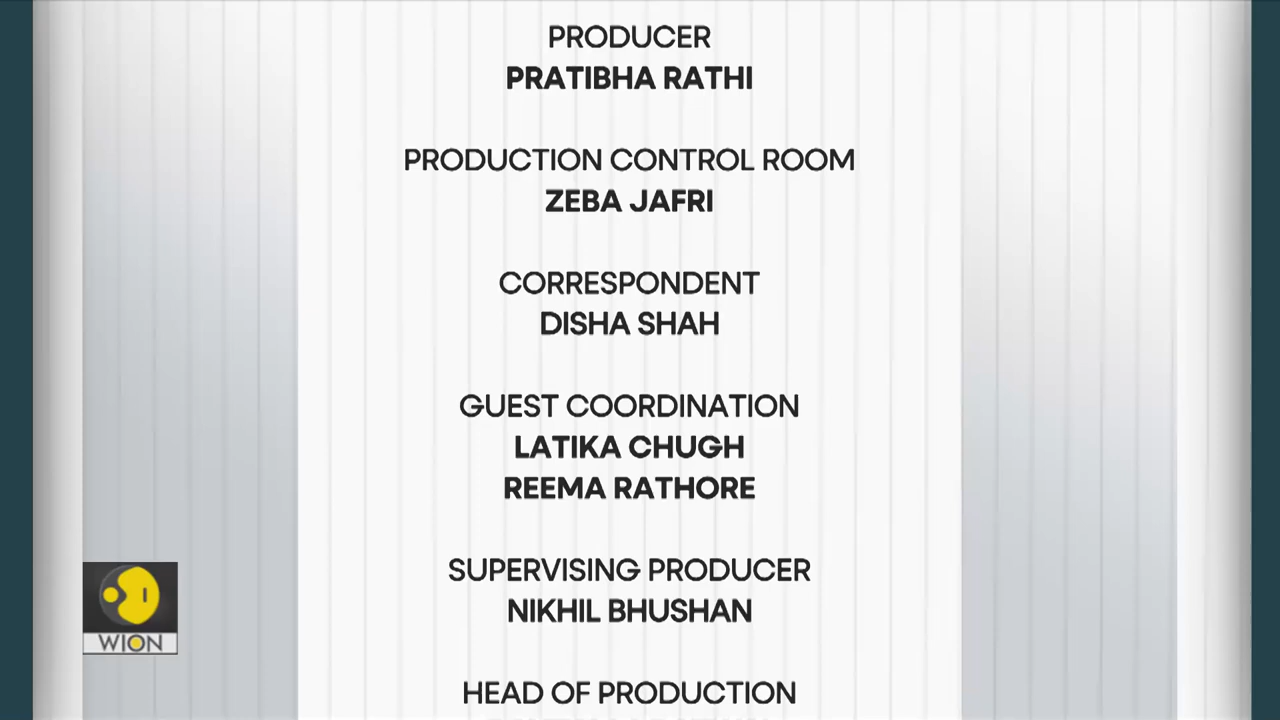 PRODUCER
PRATIBHA RATHI
PRODUCTION CONTROL ROOM
ZEBA JAFRI
CORRESPONDENT
DISHA SHAH
GUEST COORDINATION
LATIKA CHUGH
REEMA RATHORE
SUPERVISING PRODUCER
NIKHIL BHUSHAN
WION
HEAD OF PRODUCTION